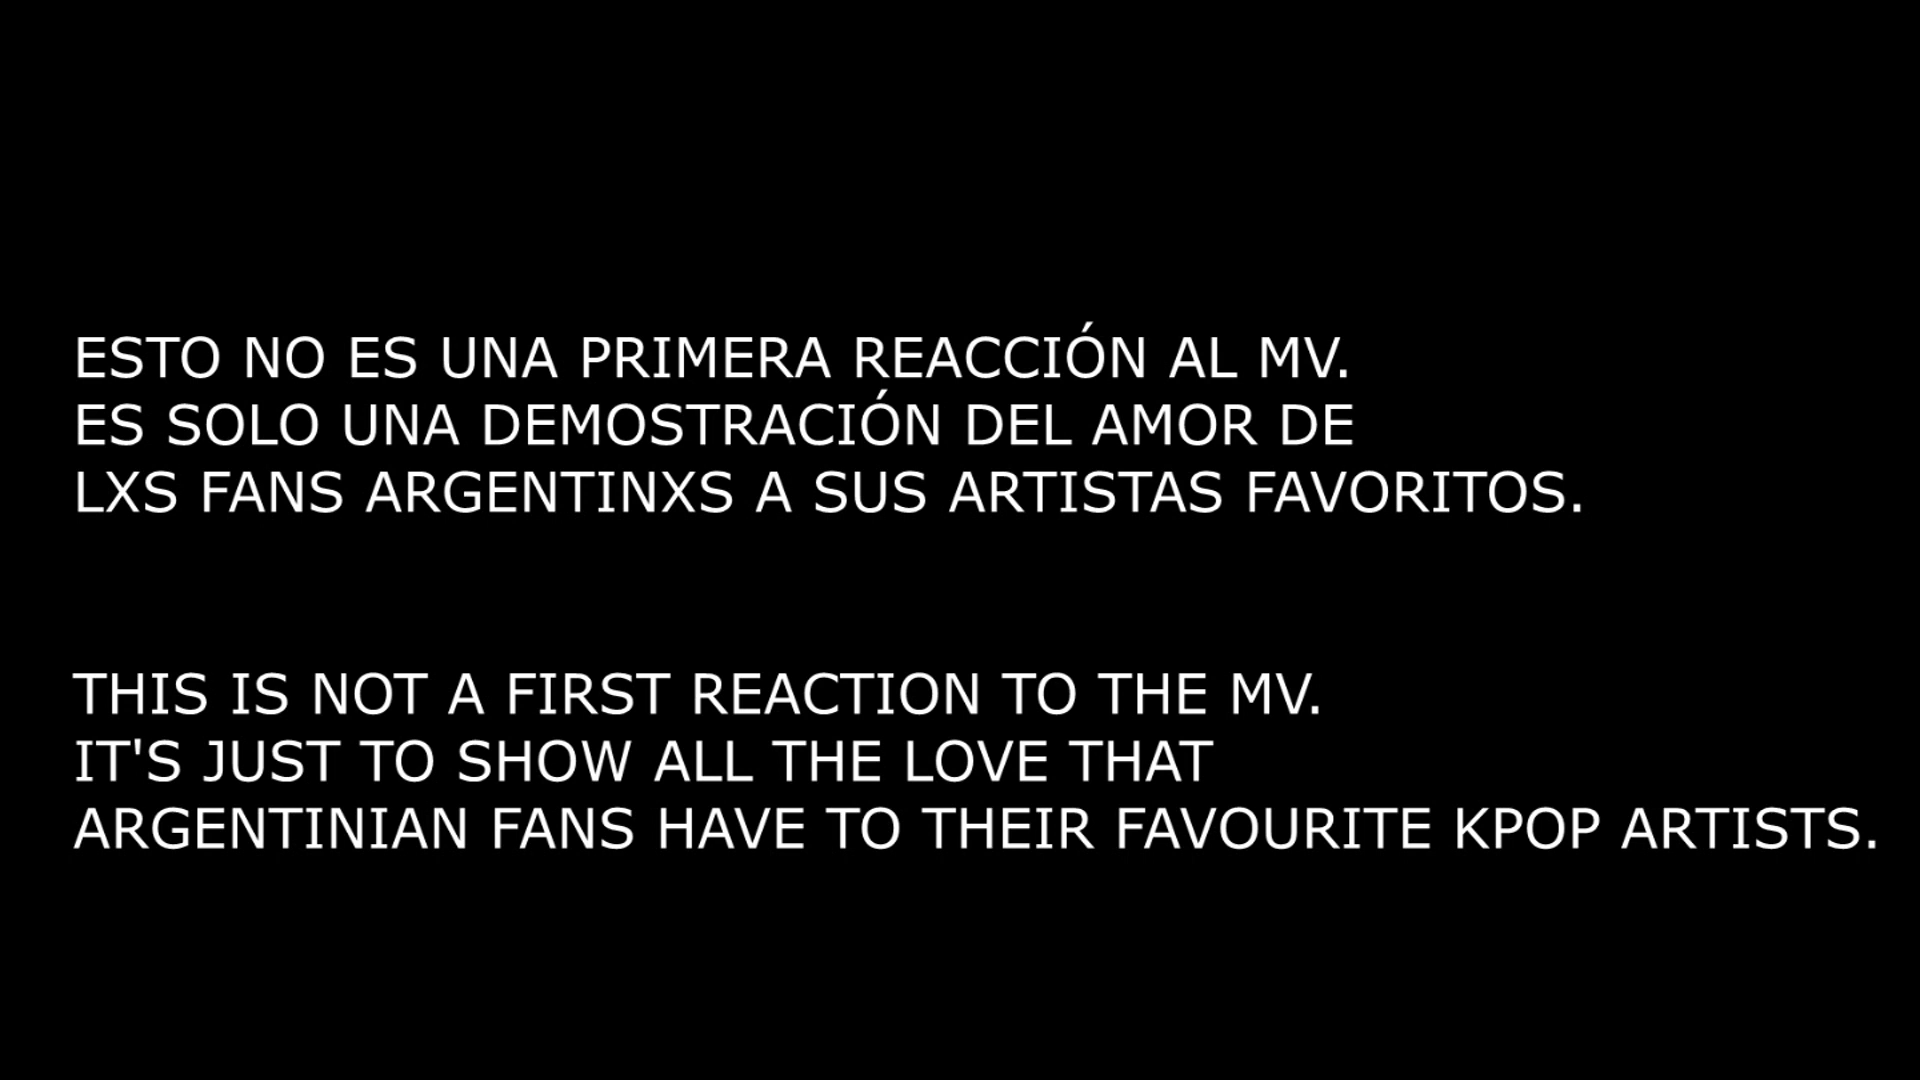 ESTO NO ES UNA PRIMERA REACCIÓN AL MV.
ES SOLO UNA DEMOSTRACIÓN DEL AMOR DE
LXS FANS ARGENTINXS A SUS ARTISTAS FAVORITOS.
THIS IS NOT A FIRST REACTION TO THE MV.
IT'S JUST TO SHOW ALL THE LOVE THAT
ARGENTINIAN FANS HAVE TO THEIR FAVOURITE KPOP ARTISTS.